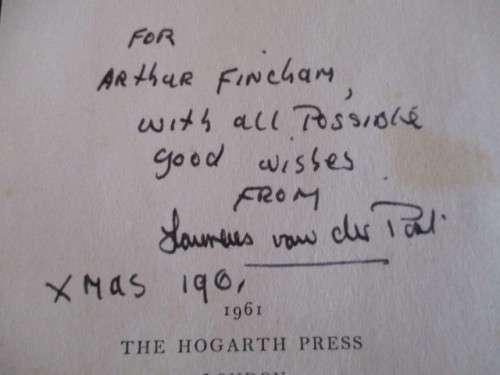 FOR
Arthur Fincham,
with all Possible
good wishes
FROM
Laurens van der Post.
XMAS 1961
1961
THE HOGARTH PRESS
LONDON